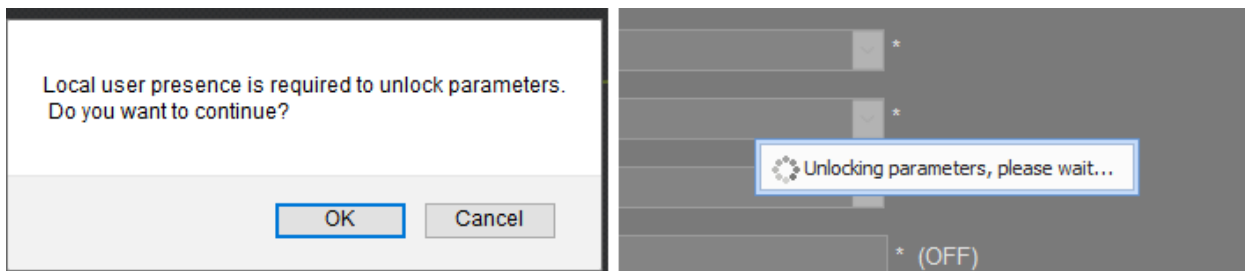 Local user presence is required to unlock parameters.
Do you want to continue?
OK Cancel
*
*
Unlocking parameters, please wait...
* (OFF)